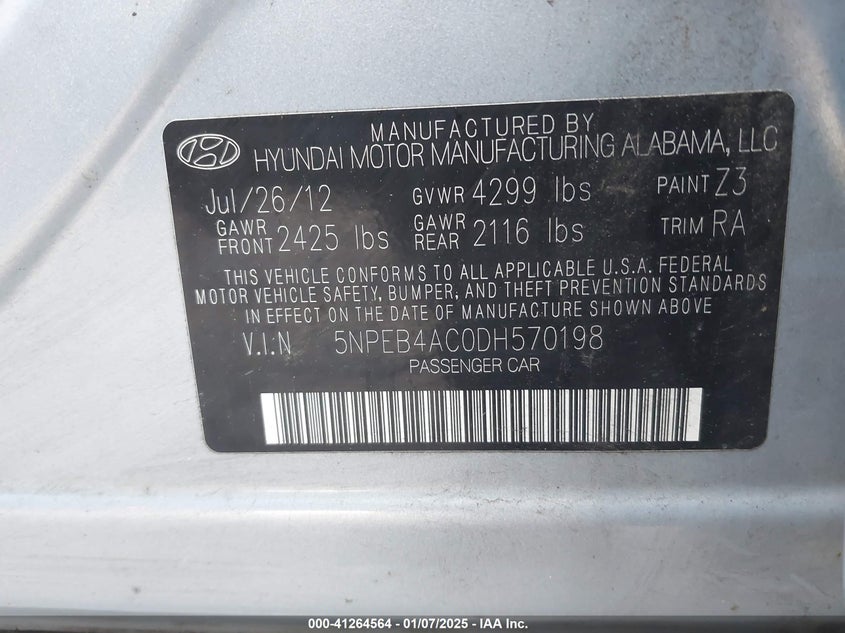 MANUFACTURED BY
HYUNDAI MOTOR MANUFACTURING ALABAMA, LLC
Jul/26/12 GVWR 4299 lbs PAINT Z3
GAWR FRONT 2425 lbs GAWR REAR 2116 lbs TRIM RA
THIS VEHICLE CONFORMS TO ALL APPLICABLE U.S.A. FEDERAL
MOTOR VEHICLE SAFETY, BUMPER, AND THEFT PREVENTION STANDARDS
IN EFFECT ON THE DATE OF MANUFACTURE SHOWN ABOVE
V.I.N 5NPEB4AC0DH570198
PASSENGER CAR
000-41264564 - 01/07/2025 - IAA Inc.